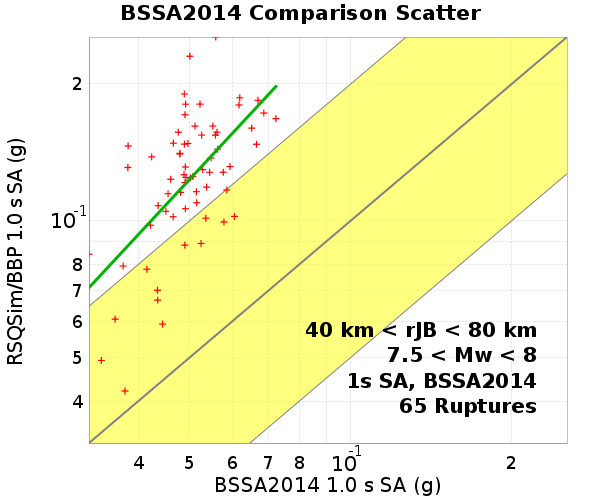 BSSA2014 Comparison Scatter
RSQSim/BBP 1.0 s SA (g)
2
10-1
8
7
6
5
4
40 km < rJB < 80 km
7.5 < Mw < 8
1s SA, BSSA2014
65 Ruptures
4 5 6 7 8 10-1 2
BSSA2014 1.0 s SA (g)